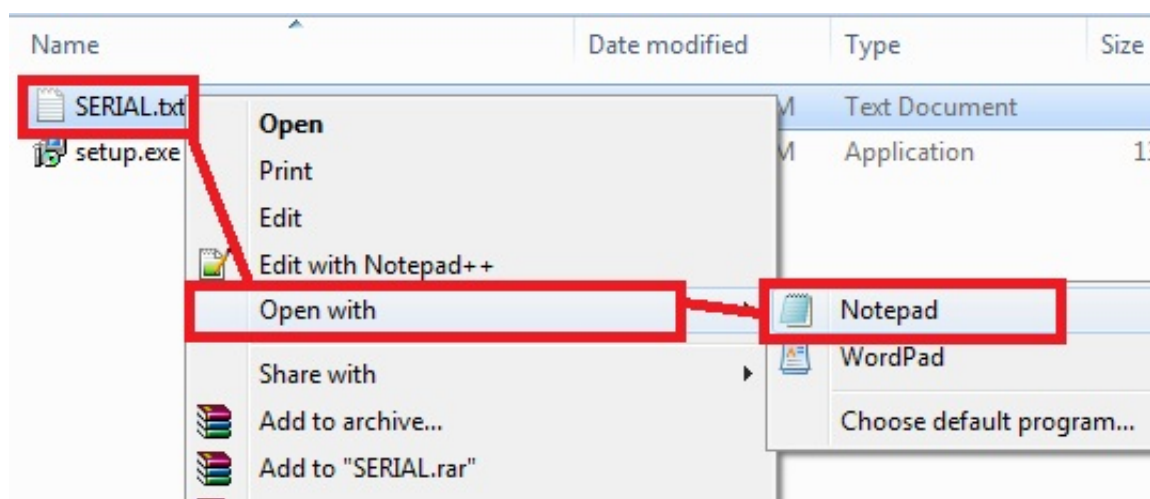 Name Date modified Type Size
SERIAL.txt M Text Document
setup.exe M Application
Open
Print
Edit
Edit with Notepad++
Open with
Notepad
WordPad
Share with
Choose default program...
Add to archive...
Add to "SERIAL.rar"